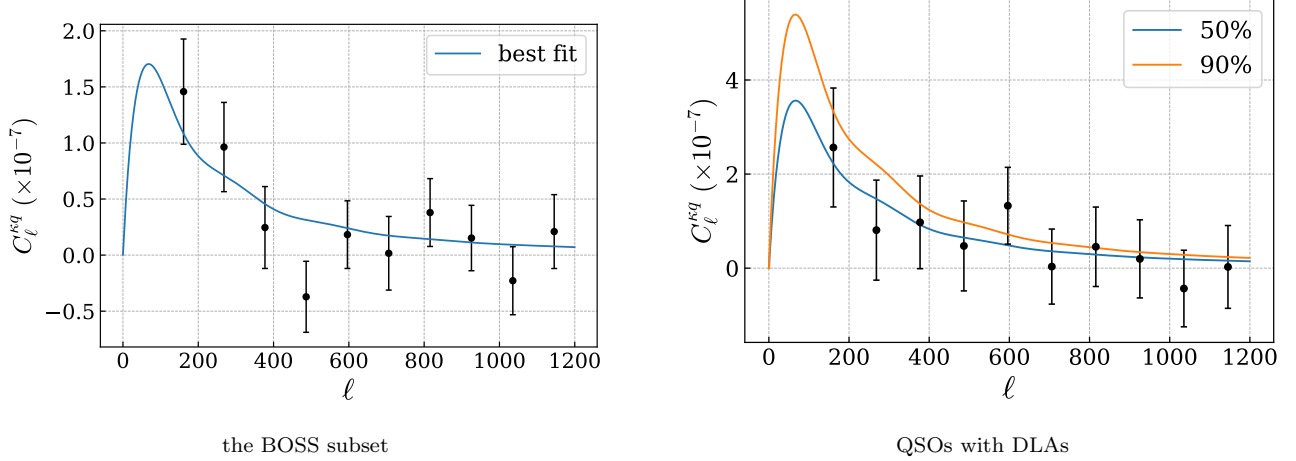 2.0
1.5
1.0
0.5
0.0
−0.5
C_ℓ^{κq} (×10^{−7})
best fit
0 200 400 600 800 1000 1200
ℓ
the BOSS subset
4
2
0
C_ℓ^{κq} (×10^{−7})
50%
90%
0 200 400 600 800 1000 1200
ℓ
QSOs with DLAs